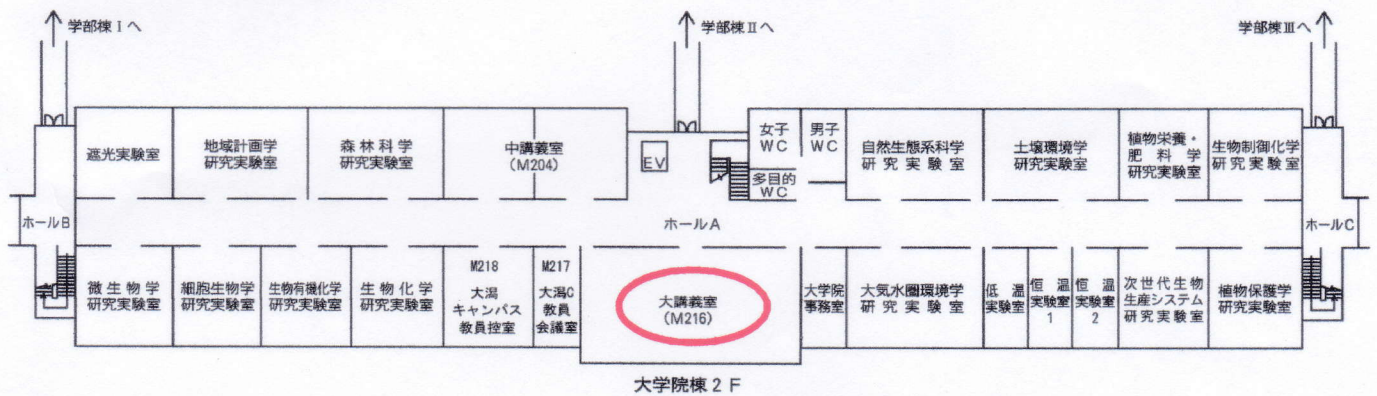 学部棟Ⅰへ
学部棟Ⅱへ
学部棟Ⅲへ
遮光実験室
地域計画学
研究実験室
森林科学
研究実験室
中講義室
(M204)
EV
女子
WC
男子
WC
多目的
WC
自然生態系科学
研究実験室
土壌環境学
研究実験室
植物栄養・
肥料学
研究実験室
生物制御化学
研究実験室
ホールB
ホールA
ホールC
微生物学
研究実験室
細胞生物学
研究実験室
生物有機化学
研究実験室
生物化学
研究実験室
M218
大潟
キャンパス
教員控室
M217
大潟C
教員
会議室
大講義室
(M216)
大学院
事務室
大気水圏環境学
研究実験室
低温
実験室
恒温
実験室
1
恒温
実験室
2
次世代生物
生産システム
研究実験室
植物保護学
研究実験室
大学院棟2F